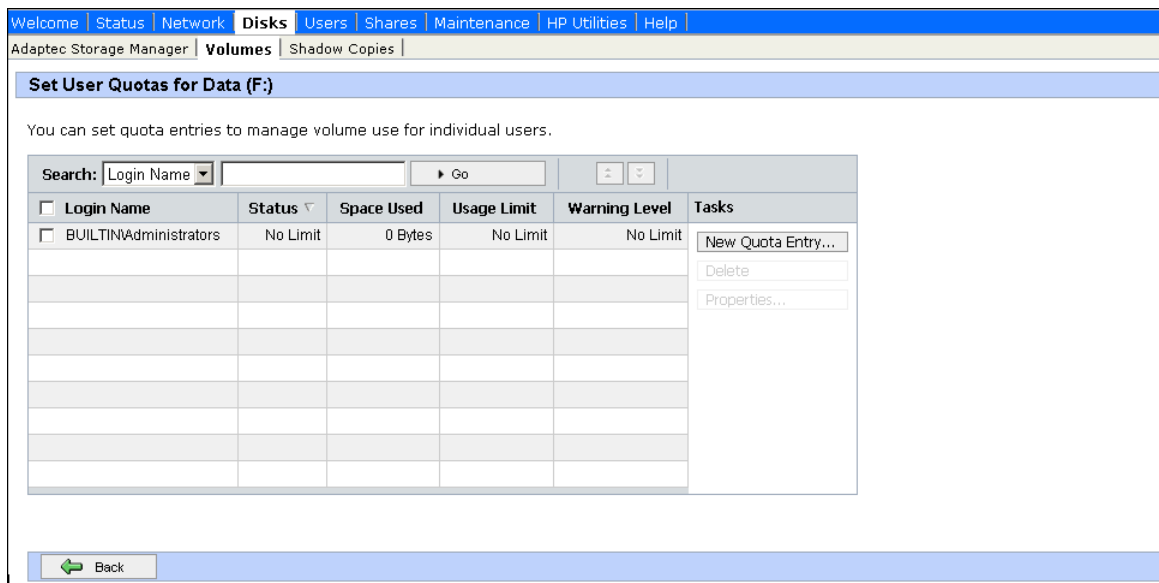 Welcome | Status | Network | Disks | Users | Shares | Maintenance | HP Utilities | Help |
Adaptec Storage Manager | Volumes | Shadow Copies |
Set User Quotas for Data (F:)
You can set quota entries to manage volume use for individual users.
Search: Login Name Go
Login Name Status Space Used Usage Limit Warning Level Tasks
BUILTIN\Administrators No Limit 0 Bytes No Limit No Limit
New Quota Entry...
Delete
Properties...
Back